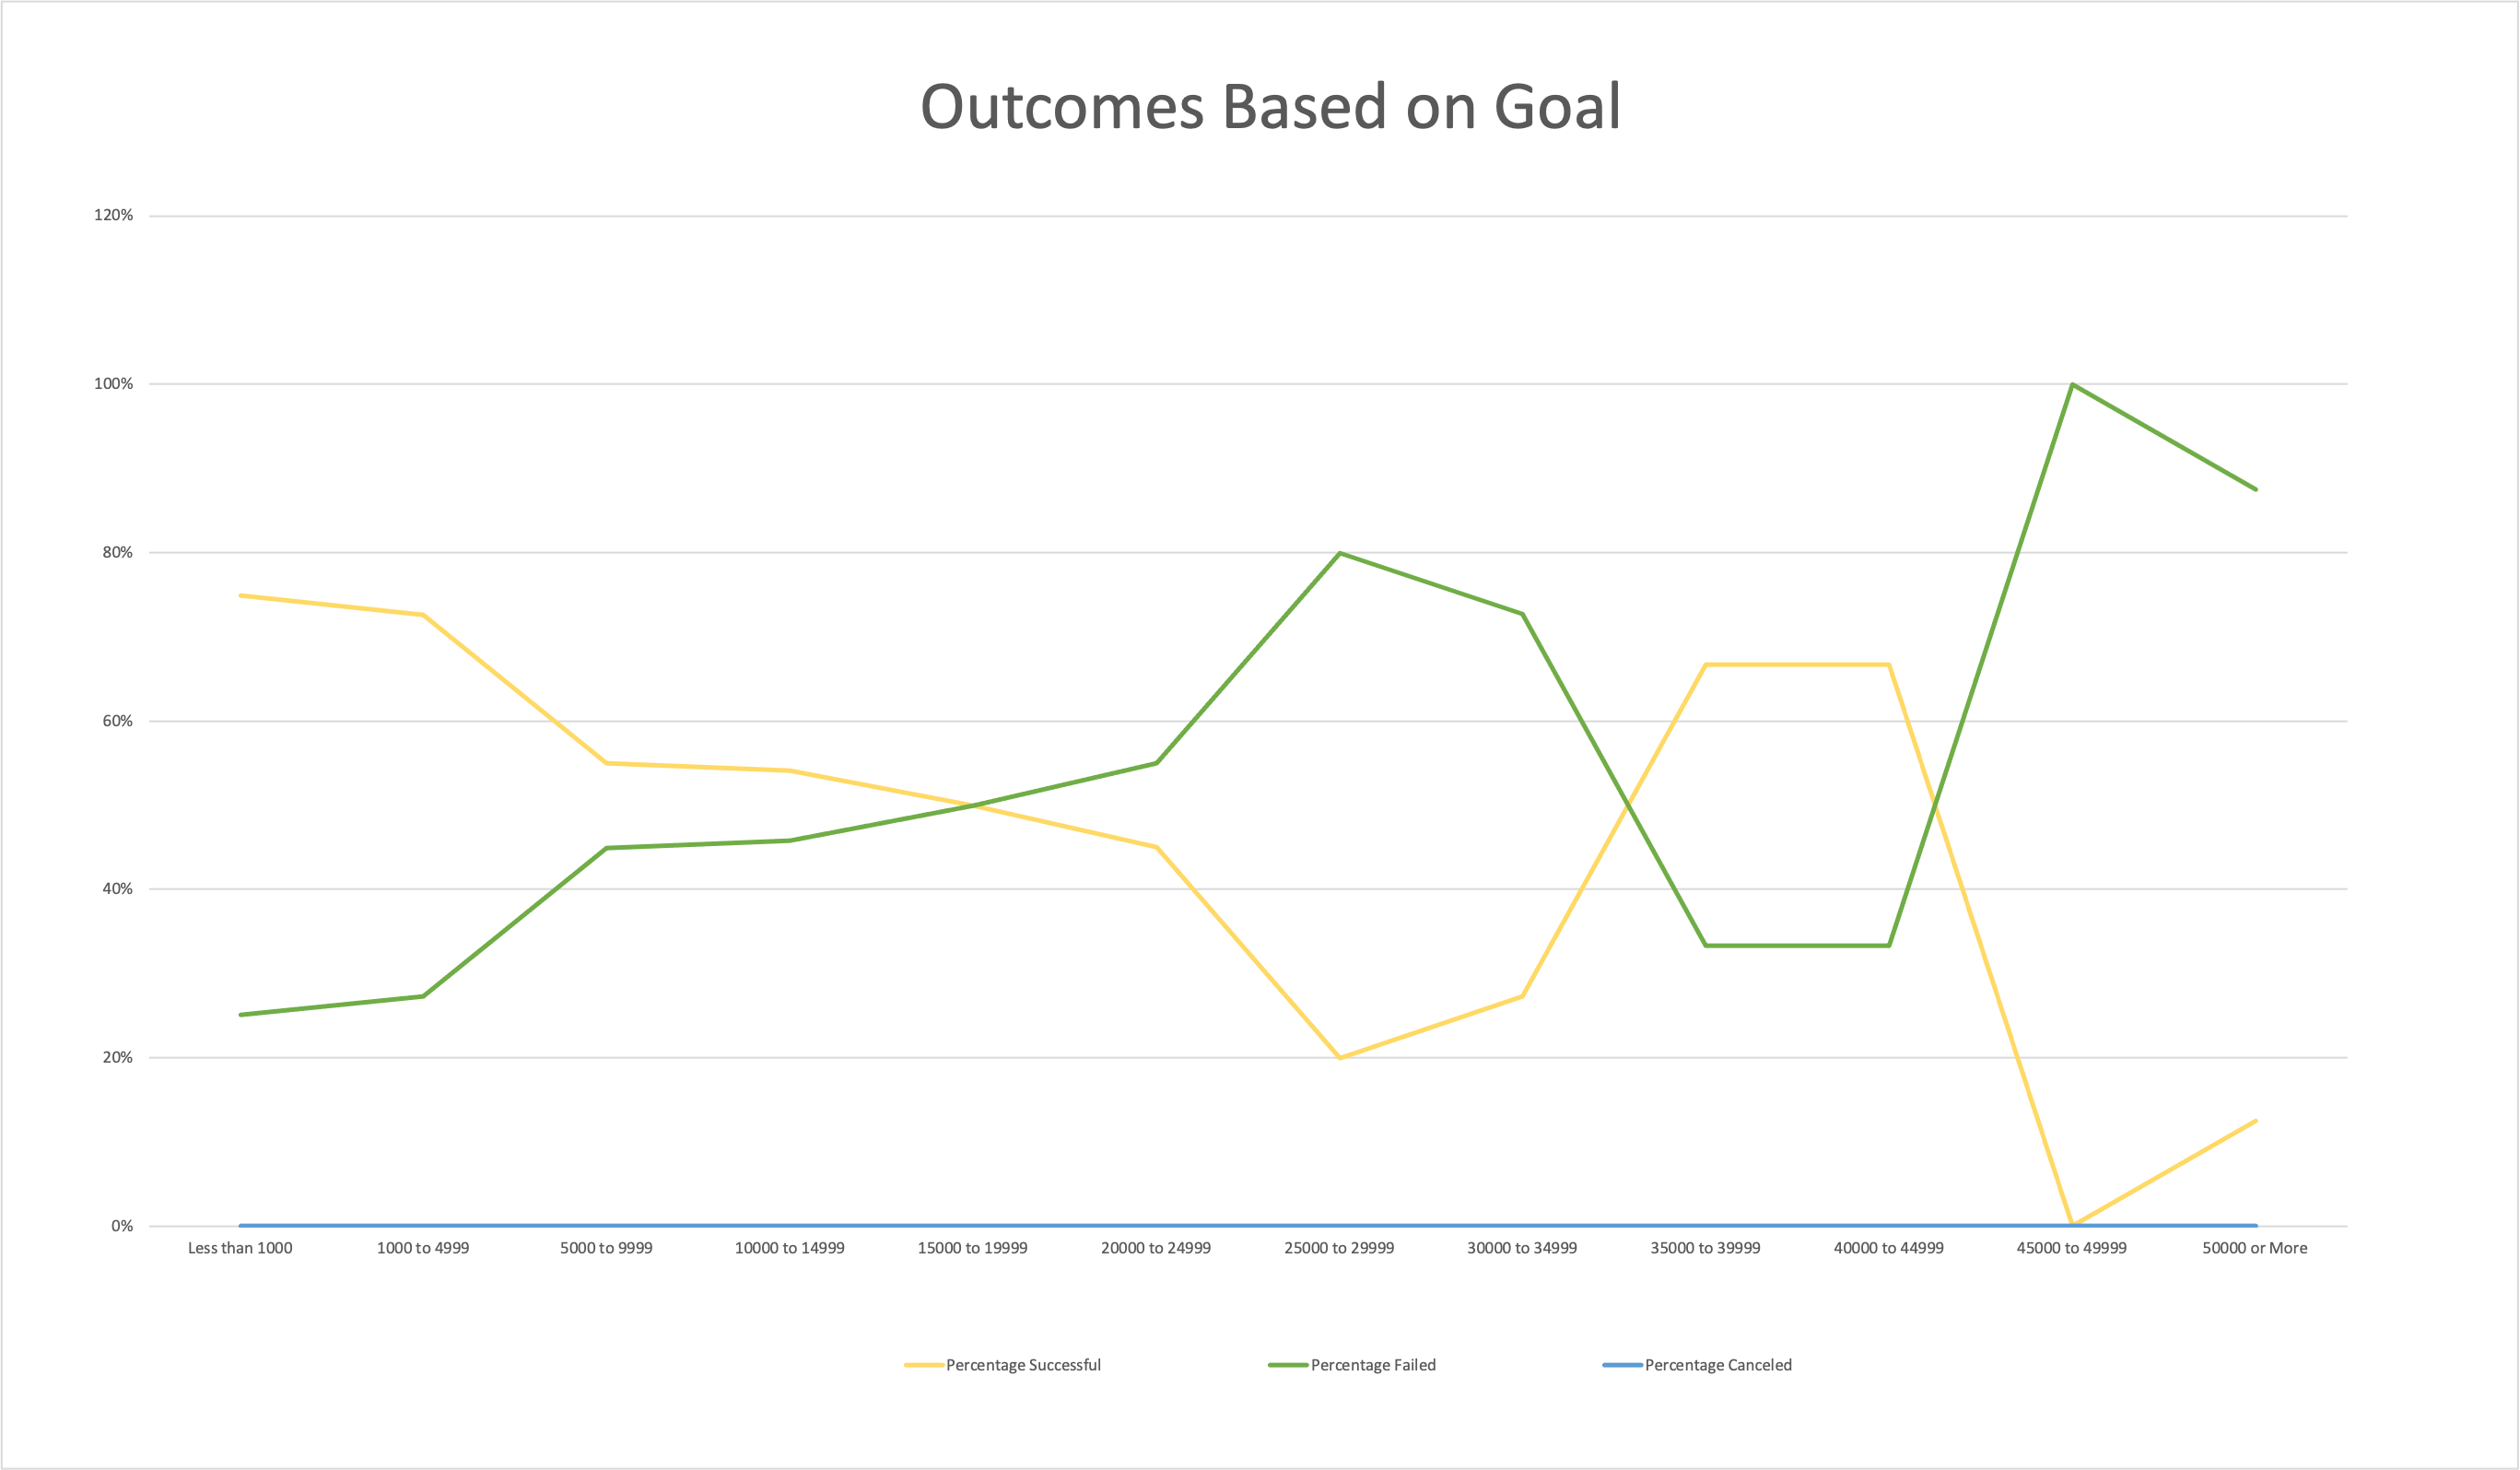 Outcomes Based on Goal
120%
100%
80%
60%
40%
20%
0%
Less than 1000 1000 to 4999 5000 to 9999 10000 to 14999 15000 to 19999 20000 to 24999 25000 to 29999 30000 to 34999 35000 to 39999 40000 to 44999 45000 to 49999 50000 or More
Percentage Successful Percentage Failed Percentage Canceled